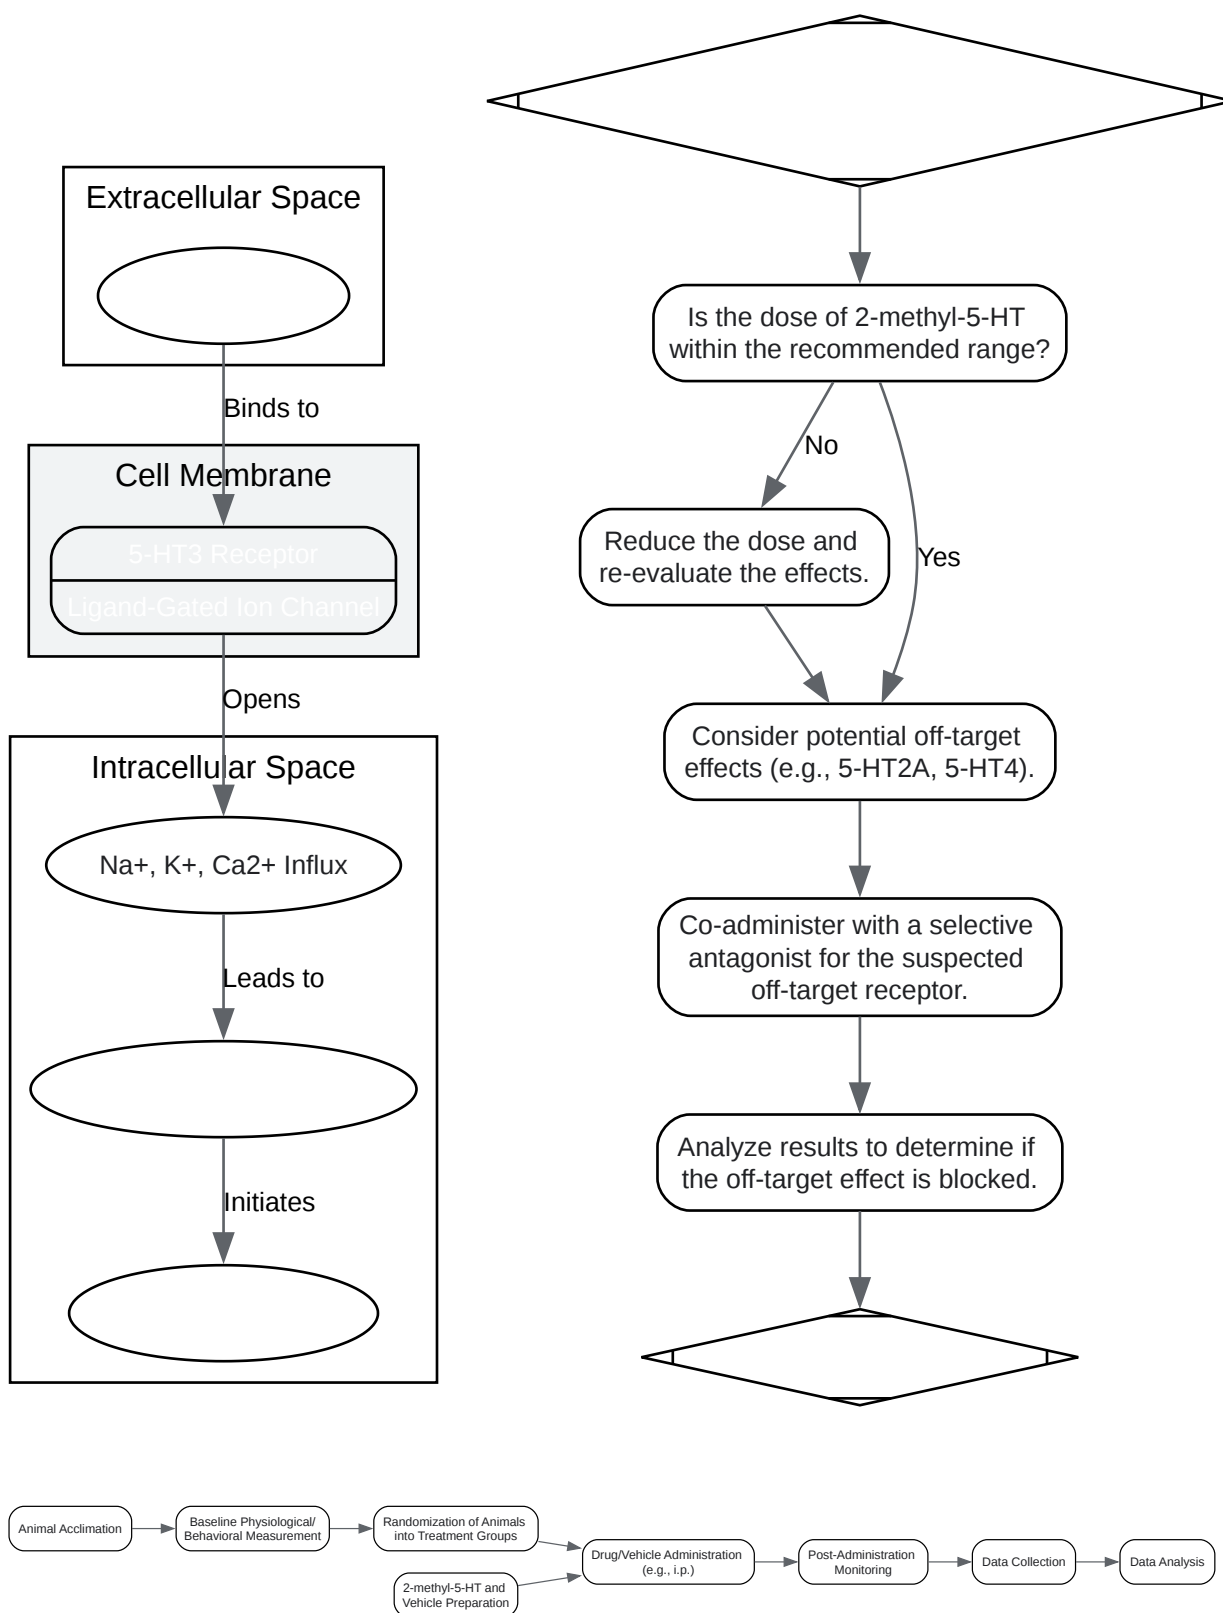 Extracellular Space
Binds to
Cell Membrane
5-HT3 Receptor
Ligand-Gated Ion Channel
Opens
Intracellular Space
Na+, K+, Ca2+ Influx
Leads to
Initiates
Is the dose of 2-methyl-5-HT
within the recommended range?
No
Yes
Reduce the dose and
re-evaluate the effects.
Consider potential off-target
effects (e.g., 5-HT2A, 5-HT4).
Co-administer with a selective
antagonist for the suspected
off-target receptor.
Analyze results to determine if
the off-target effect is blocked.
Animal Acclimation
Baseline Physiological/
Behavioral Measurement
Randomization of Animals
into Treatment Groups
2-methyl-5-HT and
Vehicle Preparation
Drug/Vehicle Administration
(e.g., i.p.)
Post-Administration
Monitoring
Data Collection
Data Analysis